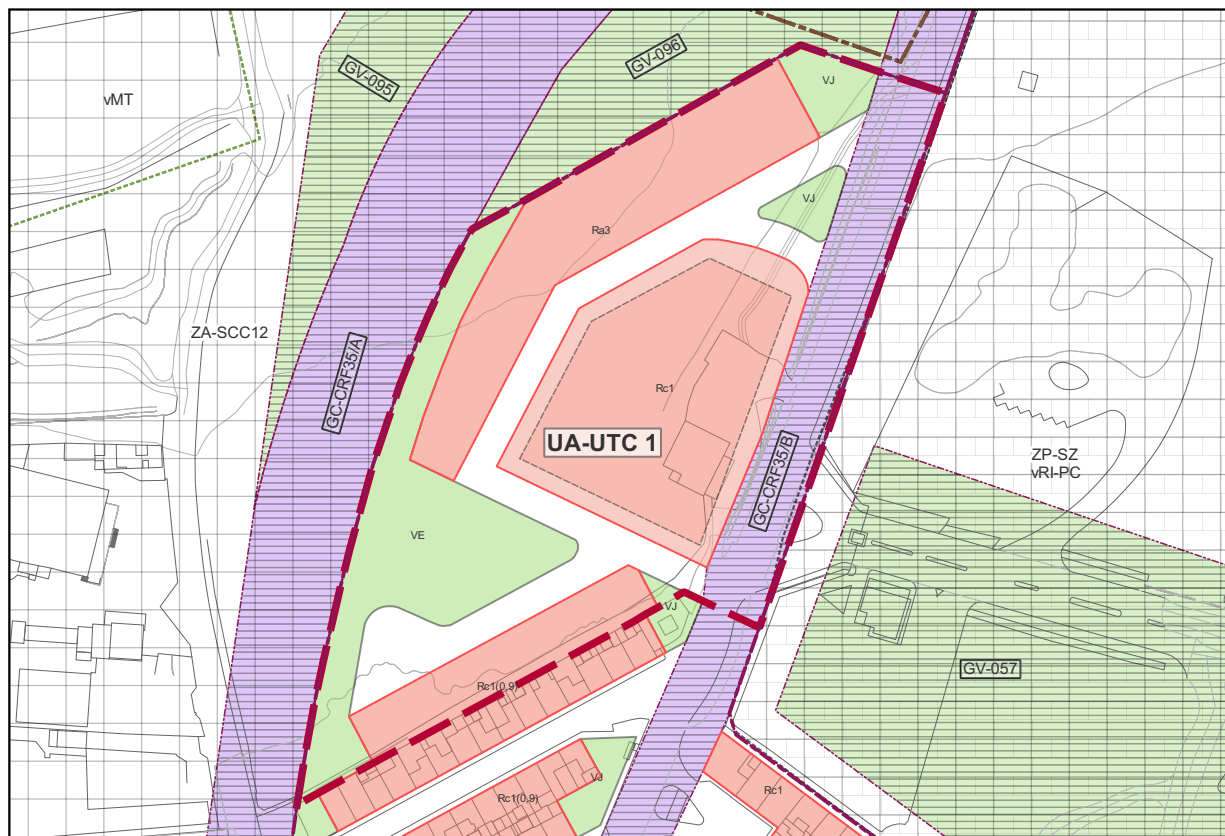 GV-096
GV-095
VJ
vMT
VJ
Ra3
ZA-SCC12
GC-CRF35/A
Rc1
UA-UTC 1
ZP-SZ
vRI-PC
GC-CRF35/B
VE
VJ
GV-057
Rc1(0,9)
VJ
Rc1
Rc1(0,9)